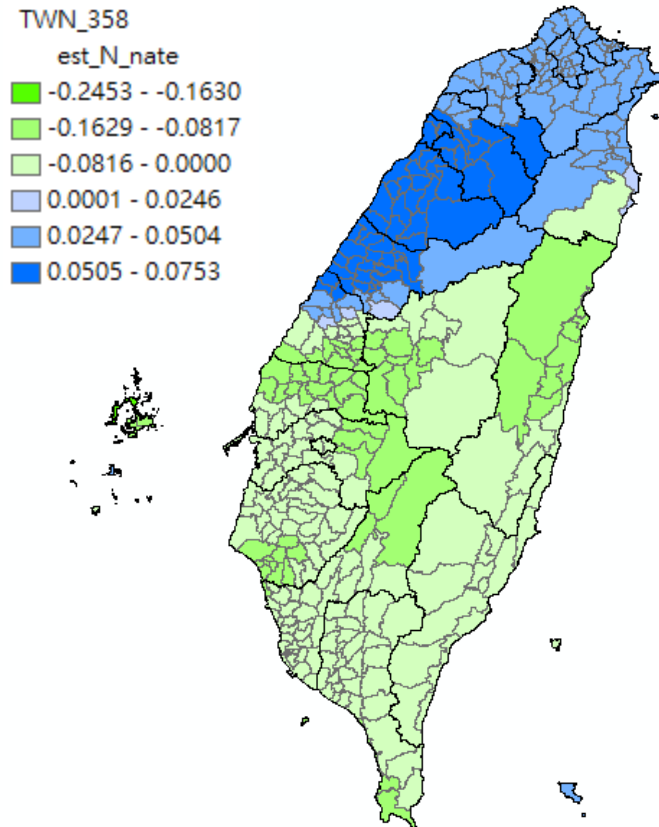 TWN_358
est_N_nate
-0.2453 - -0.1630
-0.1629 - -0.0817
-0.0816 - 0.0000
0.0001 - 0.0246
0.0247 - 0.0504
0.0505 - 0.0753